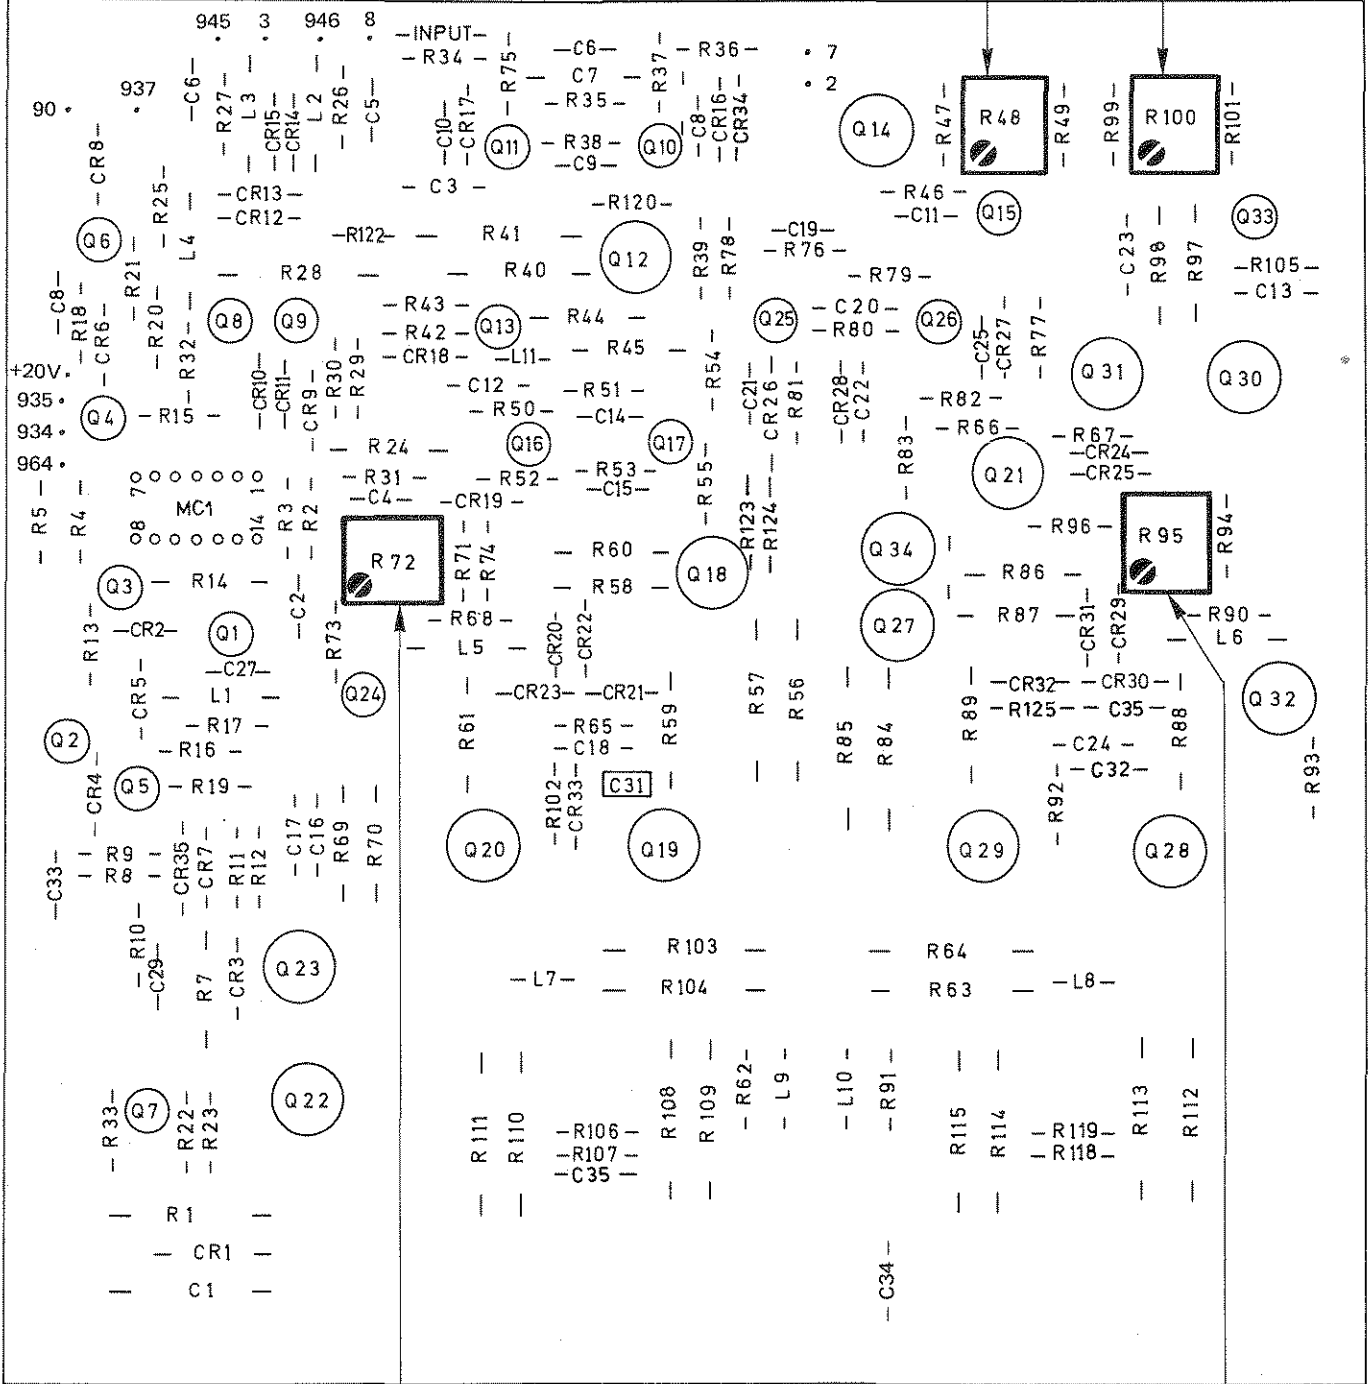 945 3 946 8
-INPUT-
-R34-
R75
-C6-
C7
-R35-
R37
-R36-
7
2
90
937
C6
R27
L3
CR15
CR14
L2
R26
C5
C10
CR17
Q11
-R38-
-C9-
Q10
C8
CR16
CR34
Q14
R47
R48
R49
R99
R100
R101
CR8
R25
-CR13-
-CR12-
-C3-
-R120-
-R46-
-C11-
Q15
Q33
Q6
R21
L4
-R122-
R41
Q12
R39
R78
C19
-R76-
C23
R98
R97
-R105-
-C13-
R28
R40
-R79-
C8
R18
CR6
R20
R32
Q8
Q9
-R43-
-R42-
-CR18-
Q13
-R44-
-R45-
-L11-
R54
Q25
-C20-
-R80-
Q26
C25
CR27
R77
Q31
Q30
+20V.
935
934
964
Q4
-R15-
CR10
CR11
CR9
R30
R29
-C12-
-R50-
-R51-
-C14-
C21
CR26
R81
CR28
C22
-R82-
-R66-
R83
-R67-
-CR24-
-CR25-
-R24-
Q16
Q17
Q21
R5
R4
7 1
MC1
8 14
R3
R2
-R31-
-C4-
-CR19-
-R52-
-R53-
-C15-
R55
R123
R124
Q34
-R96-
R95
R94
Q3
-R14-
C2
R72
R71
R74
-R60-
-R58-
Q18
-R86-
R13
-CR2-
Q1
R73
-R68-
L5
CR20
CR22
Q27
-R87-
CR31
CR29
-R90-
L6
-C27-
CR5
L1
-R17-
-R16-
Q24
R61
-CR23-
-CR21-
-R65-
-C18-
R59
R57
R56
R85
R84
R89
-CR32-
-R125-
-CR30-
-C35-
-C24-
-C32-
R88
Q32
R93
Q2
CR4
Q5
-R19-
R102
CR33
C31
R92
C33
R9
R8
CR35
CR7
R11
R12
C17
C16
R69
R70
Q20
Q19
Q29
Q28
R10
C29
R7
CR3
Q23
-L7-
R103
R104
R64
R63
-L8-
R33
Q7
R22
R23
Q22
R111
R110
-R106-
-R107-
-C35-
R108
R109
R62
L9
L10
R91
R115
R114
-R119-
-R118-
R113
R112
R1
CR1
C1
C34